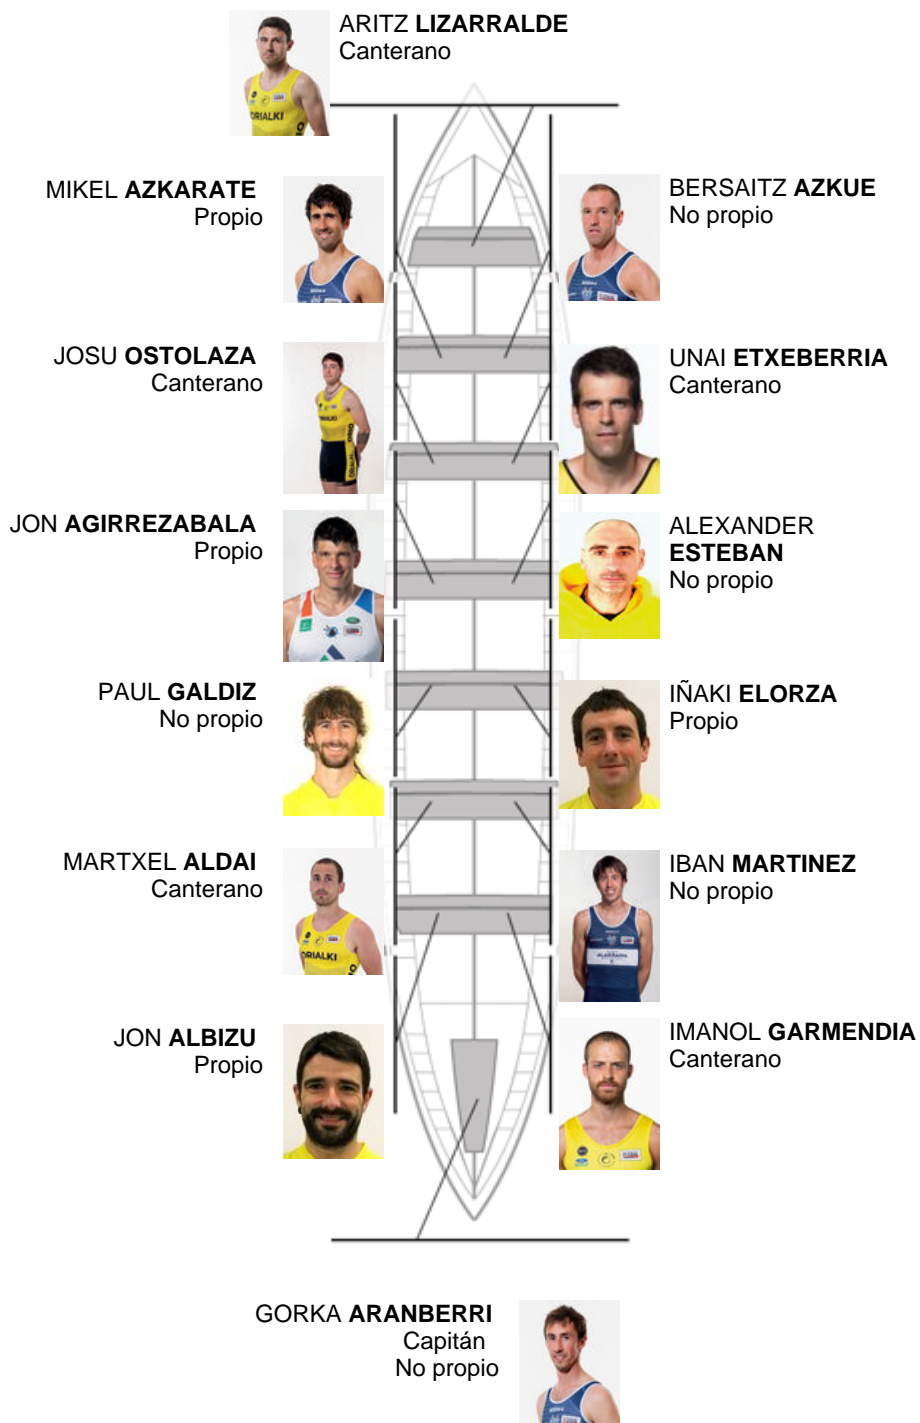 ARITZ LIZARRALDE
Canterano
ORIALKI
MIKEL AZKARATE
Propio
BERSAITZ AZKUE
No propio
JOSU OSTOLAZA
Canterano
UNAI ETXEBERRIA
Canterano
JON AGIRREZABALA
Propio
ALEXANDER
ESTEBAN
No propio
PAUL GALDIZ
No propio
IÑAKI ELORZA
Propio
MARTXEL ALDAI
Canterano
ORIALKI
IBAN MARTINEZ
No propio
JON ALBIZU
Propio
IMANOL GARMENDIA
Canterano
GORKA ARANBERRI
Capitán
No propio